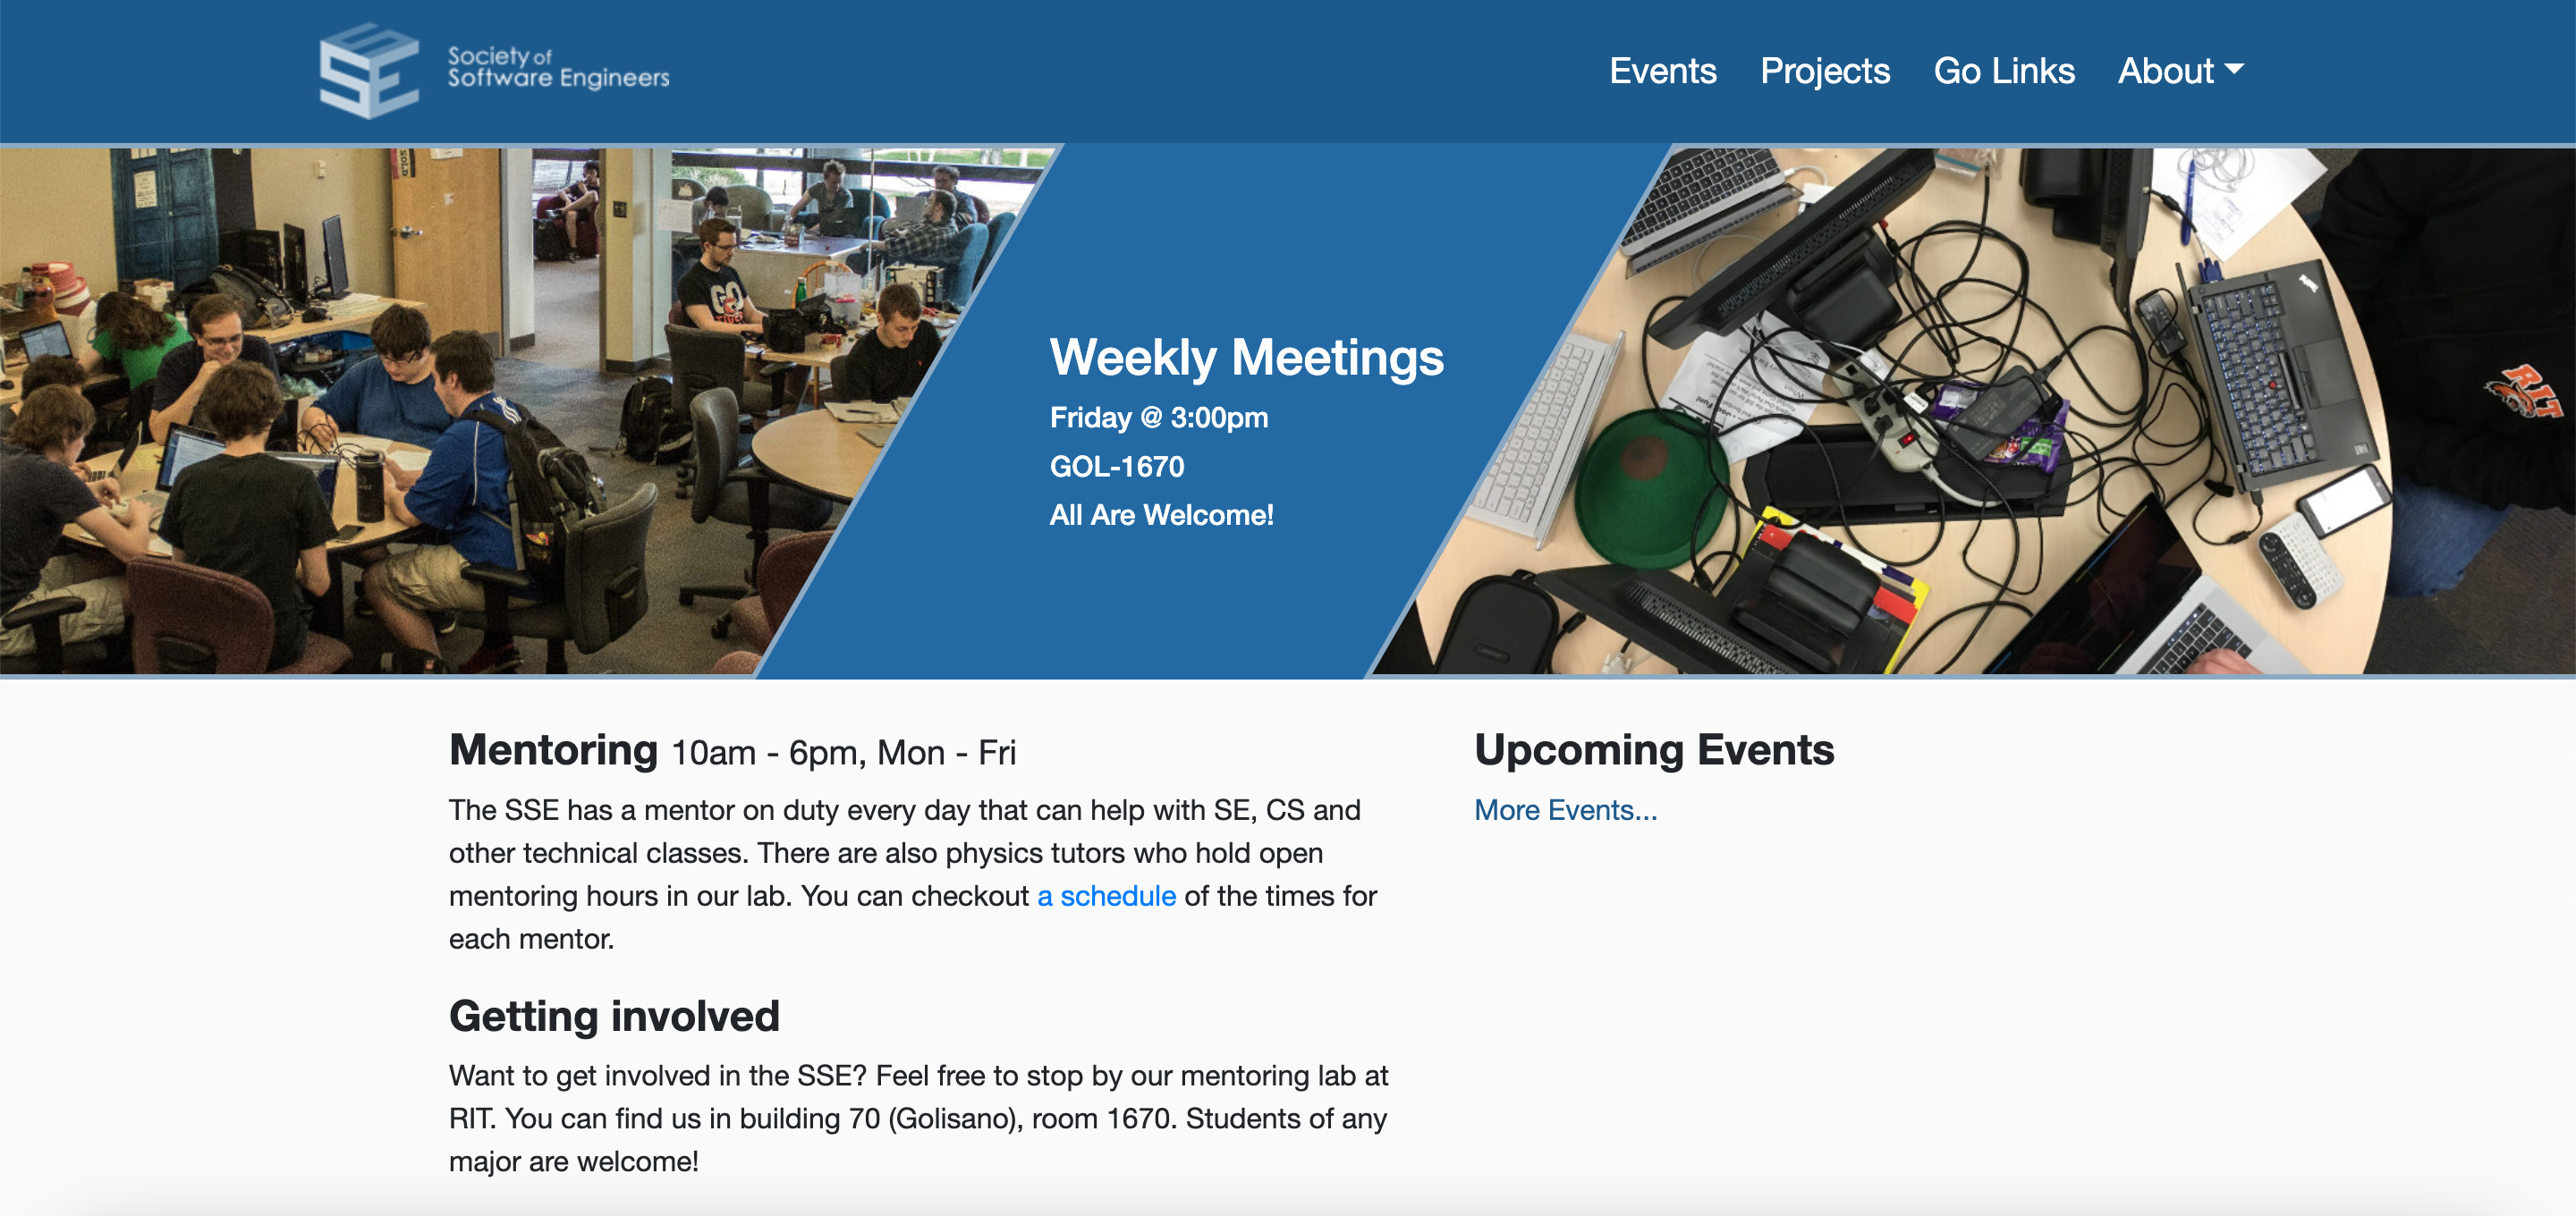 SSE
Society of
Software Engineers
Events Projects Go Links About
GO
Weekly Meetings
Friday @ 3:00pm
GOL-1670
All Are Welcome!
RIT
Mentoring 10am - 6pm, Mon - Fri
The SSE has a mentor on duty every day that can help with SE, CS and
other technical classes. There are also physics tutors who hold open
mentoring hours in our lab. You can checkout a schedule of the times for
each mentor.
Getting involved
Want to get involved in the SSE? Feel free to stop by our mentoring lab at
RIT. You can find us in building 70 (Golisano), room 1670. Students of any
major are welcome!
Upcoming Events
More Events...